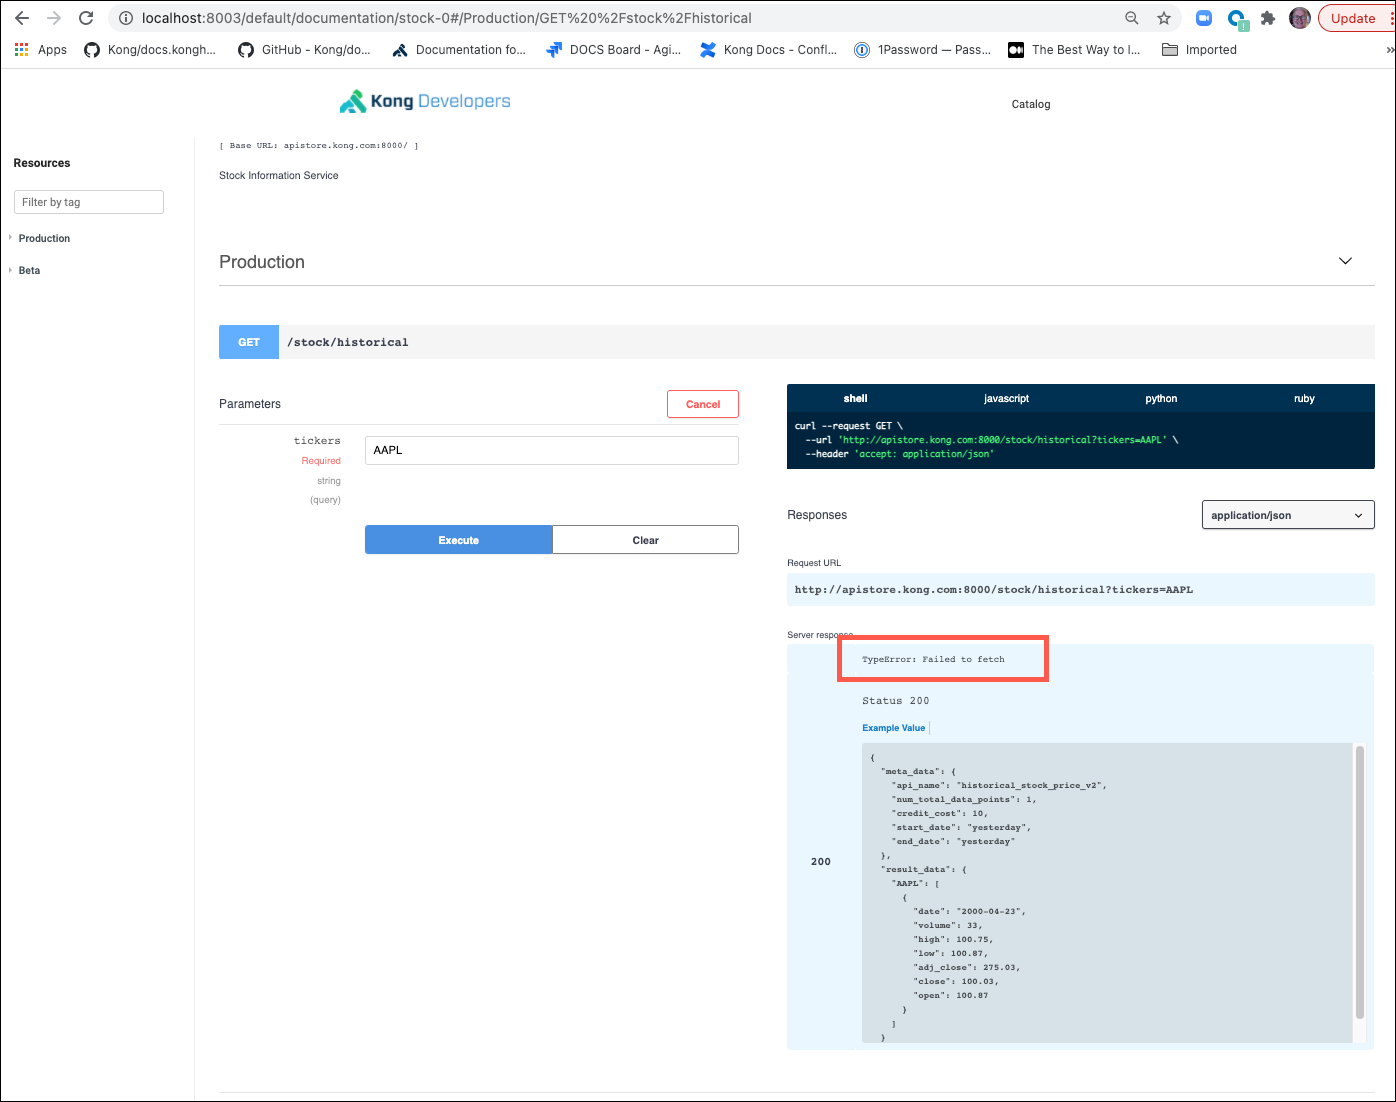 localhost:8003/default/documentation/stock-0#/Production/GET%20%2Fstock%2Fhistorical
Update
Apps
Kong/docs.kongh...
GitHub - Kong/do...
Documentation fo...
DOCS Board - Agi...
Kong Docs - Confl...
1Password — Pass...
The Best Way to I...
Imported
»
Kong Developers
Catalog
Resources
Filter by tag
Production
Beta
[ Base URL: apistore.kong.com:8000/ ]
Stock Information Service
Production
GET /stock/historical
Parameters
Cancel
tickers
Required
string
(query)
AAPL
Execute
Clear
shell javascript python ruby
curl --request GET \
--url 'http://apistore.kong.com:8000/stock/historical?tickers=AAPL' \
--header 'accept: application/json'
Responses
application/json
Request URL
http://apistore.kong.com:8000/stock/historical?tickers=AAPL
Server response
TypeError: Failed to fetch
200
Status 200
Example Value
{
"meta_data": {
"api_name": "historical_stock_price_v2",
"num_total_data_points": 1,
"credit_cost": 10,
"start_date": "yesterday",
"end_date": "yesterday"
},
"result_data": {
"AAPL": [
{
"date": "2000-04-23",
"volume": 33,
"high": 100.75,
"low": 100.87,
"adj_close": 275.03,
"close": 100.03,
"open": 100.87
}
]
}